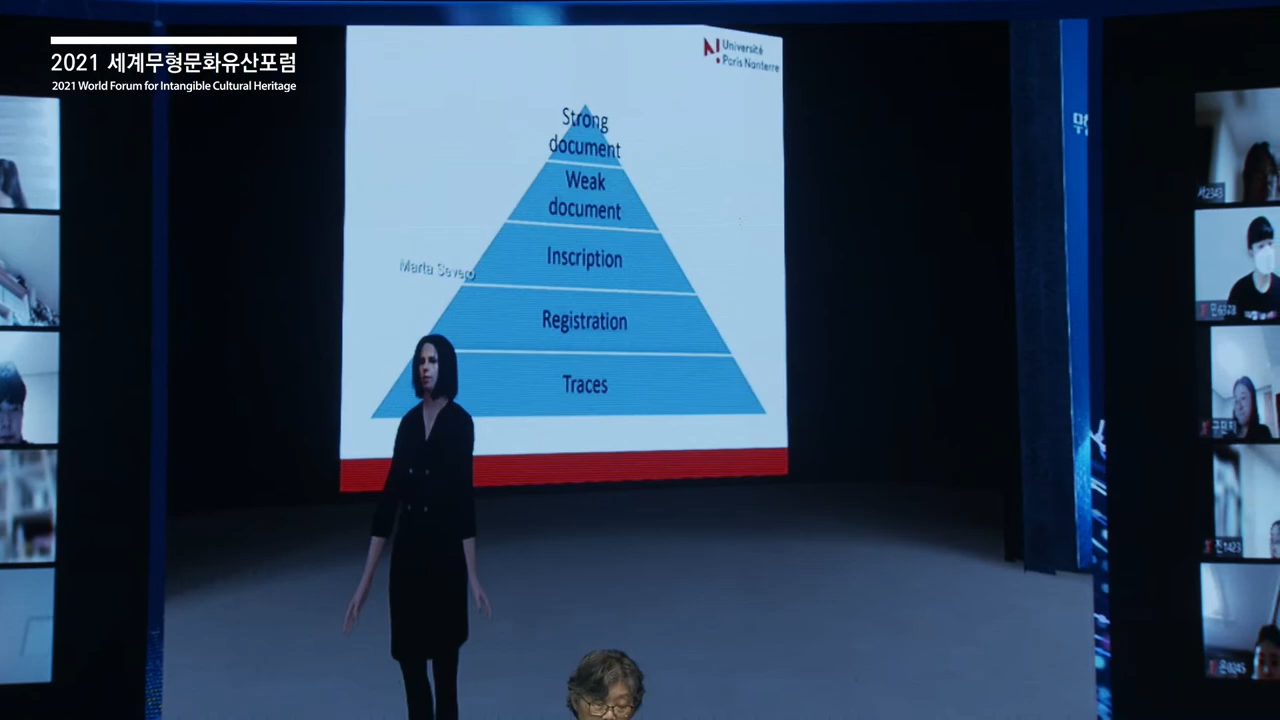 2021 세계무형문화유산포럼
2021 World Forum for Intangible Cultural Heritage
Université
Paris Nanterre
Strong
document
Weak
document
Inscription
Registration
Traces
Marta Severo